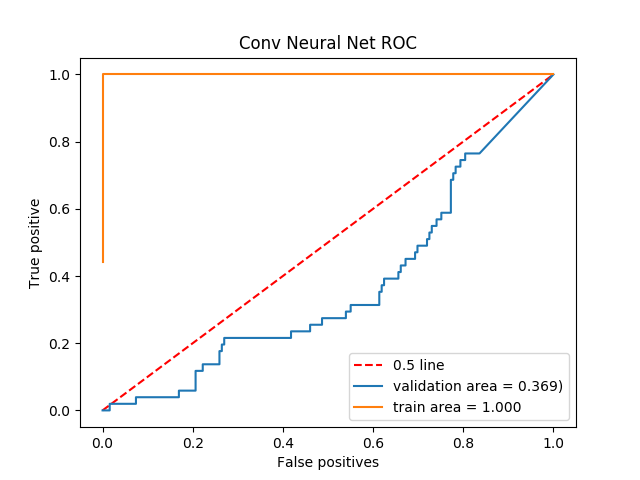 Conv Neural Net ROC
True positive
1.0
0.8
0.6
0.4
0.2
0.0
0.5 line
validation area = 0.369)
train area = 1.000
0.0 0.2 0.4 0.6 0.8 1.0
False positives